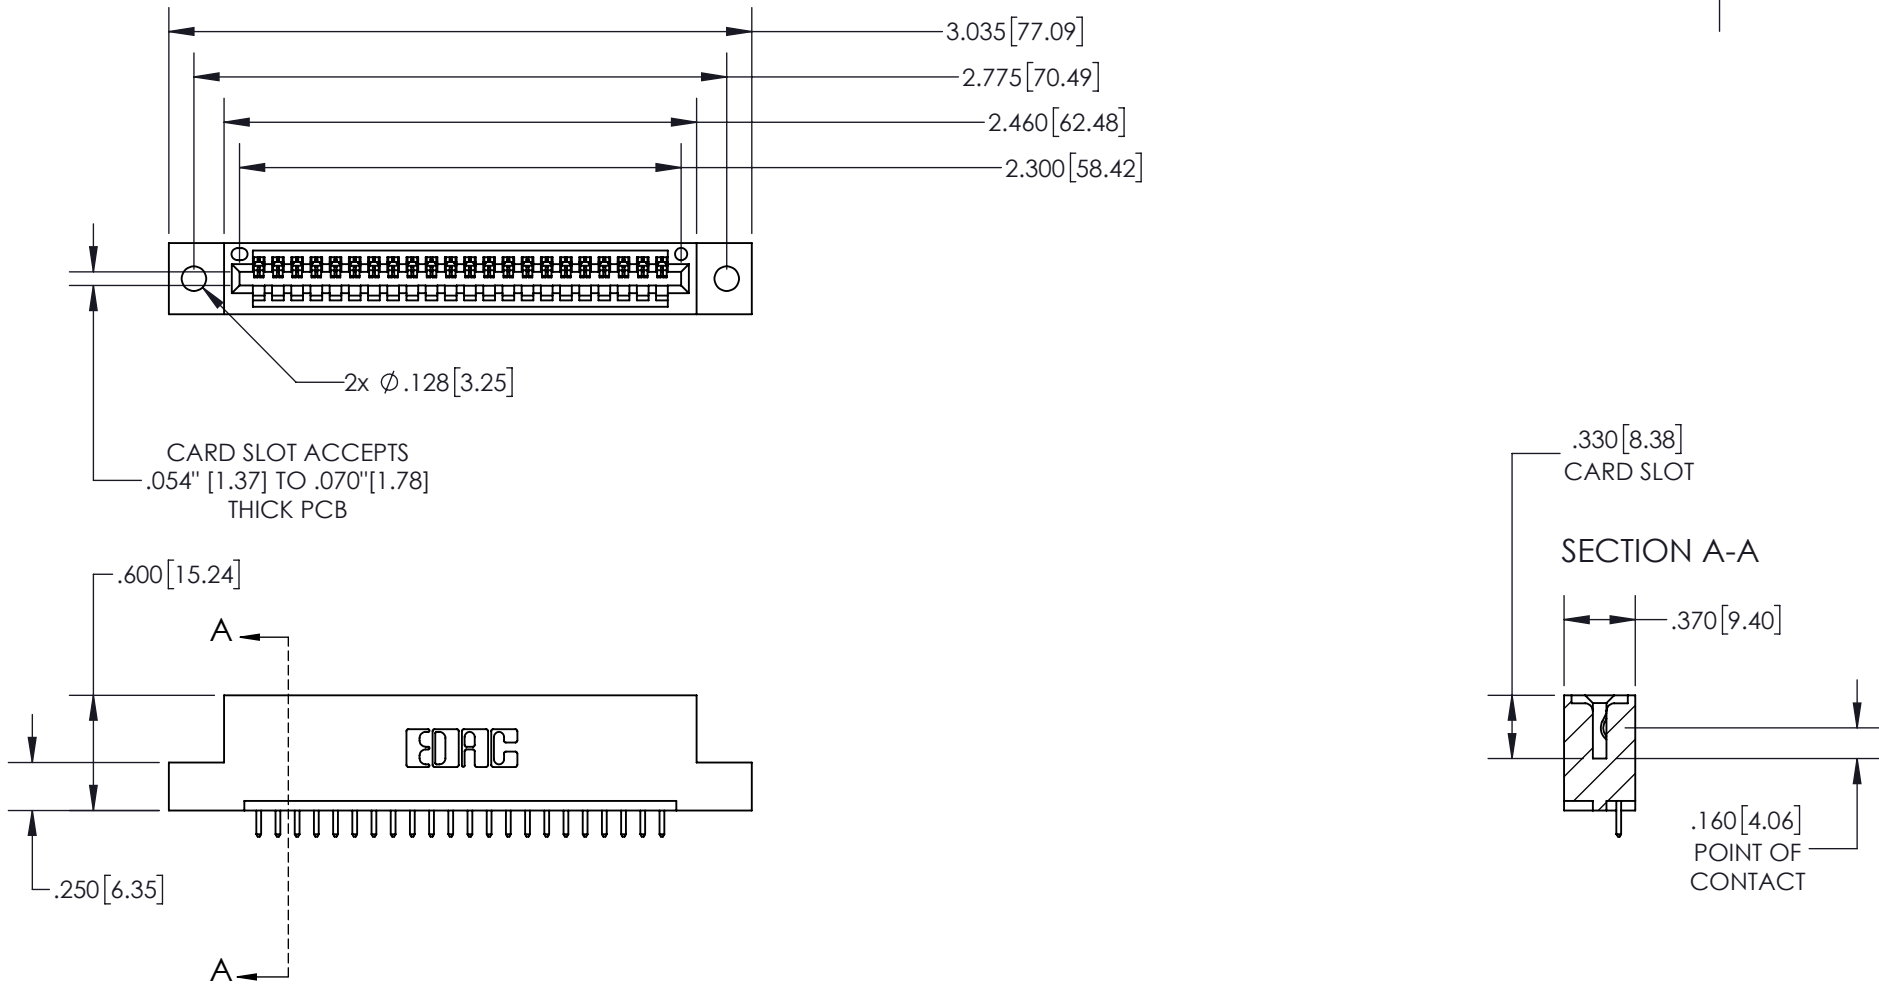 3.035[77.09]
2.775[70.49]
2.460[62.48]
2.300[58.42]
2x ∅.128[3.25]
CARD SLOT ACCEPTS
.054" [1.37] TO .070"[1.78]
THICK PCB
.330[8.38]
CARD SLOT
SECTION A-A
.600[15.24]
.370[9.40]
A
EDAC
.160[4.06]
POINT OF
CONTACT
.250[6.35]
A